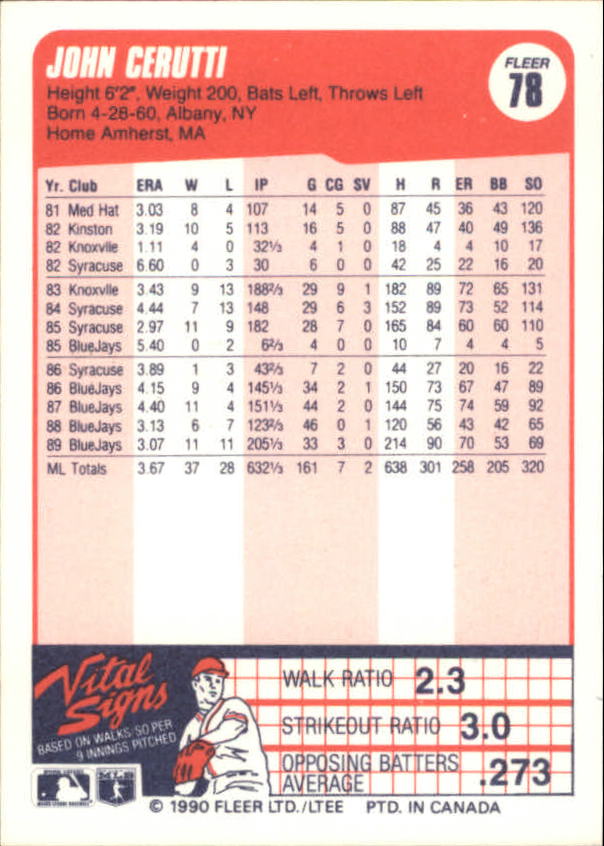 JOHN CERUTTI
Height 6'2", Weight 200, Bats Left, Throws Left
Born 4-28-60, Albany, NY
Home Amherst, MA
FLEER
78
Yr. Club ERA W L IP G CG SV H R ER BB SO
81 Med Hat 3.03 8 4 107 14 5 0 87 45 36 43 120
82 Kinston 3.19 10 5 113 16 5 0 88 47 40 49 136
82 Knoxvlle 1.11 4 0 32⅓ 4 1 0 18 4 4 10 17
82 Syracuse 6.60 0 3 30 6 0 0 42 25 22 16 20
83 Knoxvlle 3.43 9 13 188⅔ 29 9 1 182 89 72 65 131
84 Syracuse 4.44 7 13 148 29 6 3 152 89 73 52 114
85 Syracuse 2.97 11 9 182 28 7 0 165 84 60 60 110
85 BlueJays 5.40 0 2 6⅔ 4 0 0 10 7 4 4 5
86 Syracuse 3.89 1 3 43⅔ 7 2 0 44 27 20 16 22
86 BlueJays 4.15 9 4 145⅓ 34 2 1 150 73 67 47 89
87 BlueJays 4.40 11 4 151⅓ 44 2 0 144 75 74 59 92
88 BlueJays 3.13 6 7 123⅔ 46 0 1 120 56 43 42 65
89 BlueJays 3.07 11 11 205⅓ 33 3 0 214 90 70 53 69
ML Totals 3.67 37 28 632⅓ 161 7 2 638 301 258 205 320
Vital
Signs
BASED ON WALKS/SO PER
9 INNINGS PITCHED
WALK RATIO 2.3
STRIKEOUT RATIO 3.0
OPPOSING BATTERS
AVERAGE .273
© 1990 FLEER LTD./LTEE PTD. IN CANADA